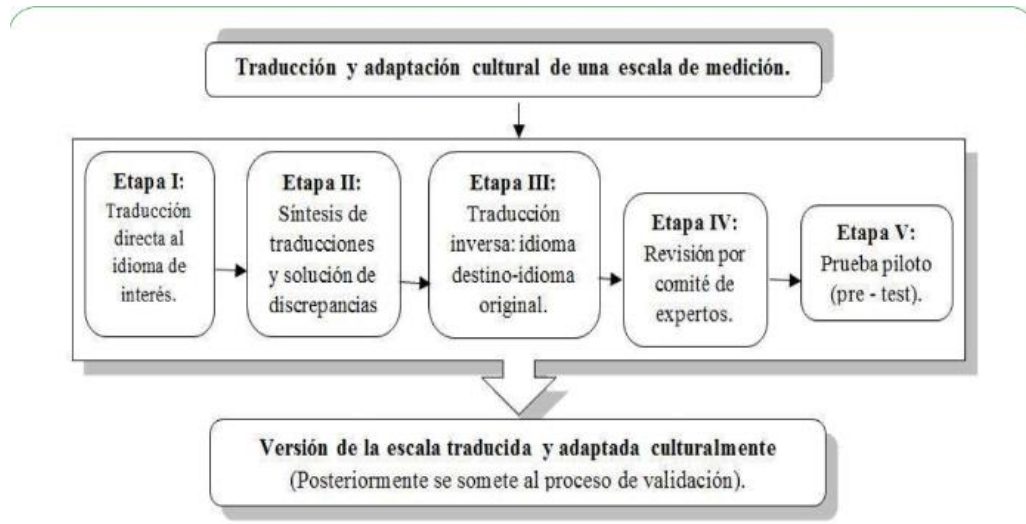 Traducción y adaptación cultural de una escala de medición.
Etapa I:
Traducción
directa al
idioma de
interés.
Etapa II:
Síntesis de
traducciones
y solución de
discrepancias
Etapa III:
Traducción
inversa: idioma
destino-idioma
original.
Etapa IV:
Revisión por
comité de
expertos.
Etapa V:
Prueba piloto
(pre - test).
Versión de la escala traducida y adaptada culturalmente
(Posteriormente se somete al proceso de validación).